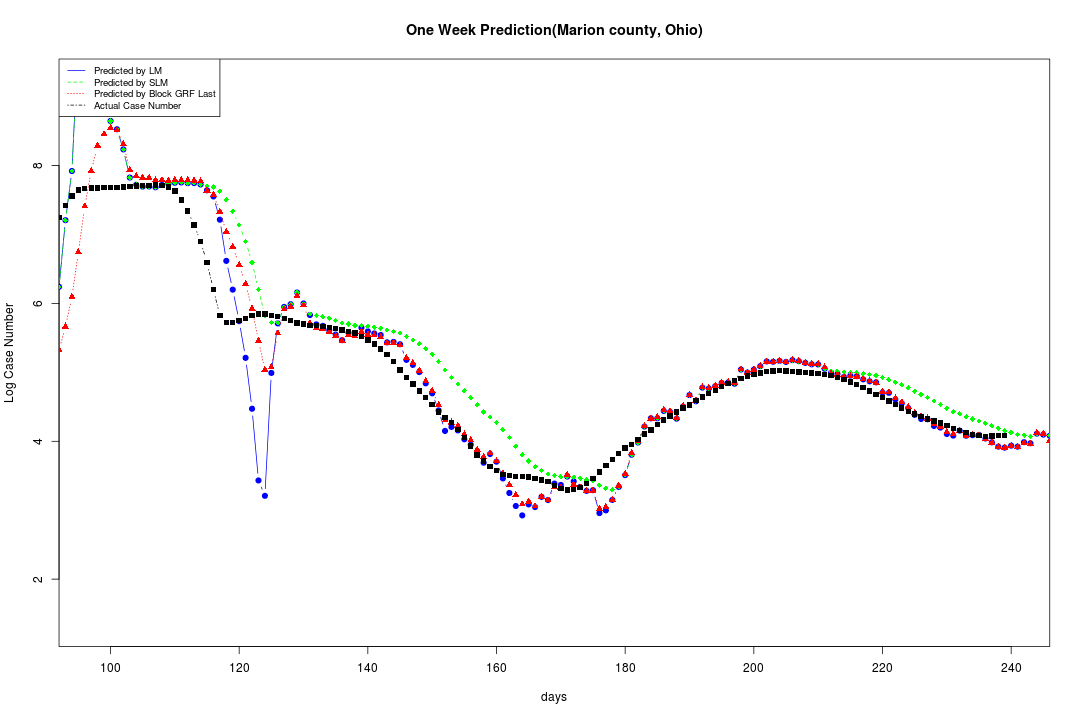 One Week Prediction(Marion county, Ohio)
Predicted by LM
Predicted by SLM
Predicted by Block GRF Last
Actual Case Number
Log Case Number
8
6
4
2
100 120 140 160 180 200 220 240
days